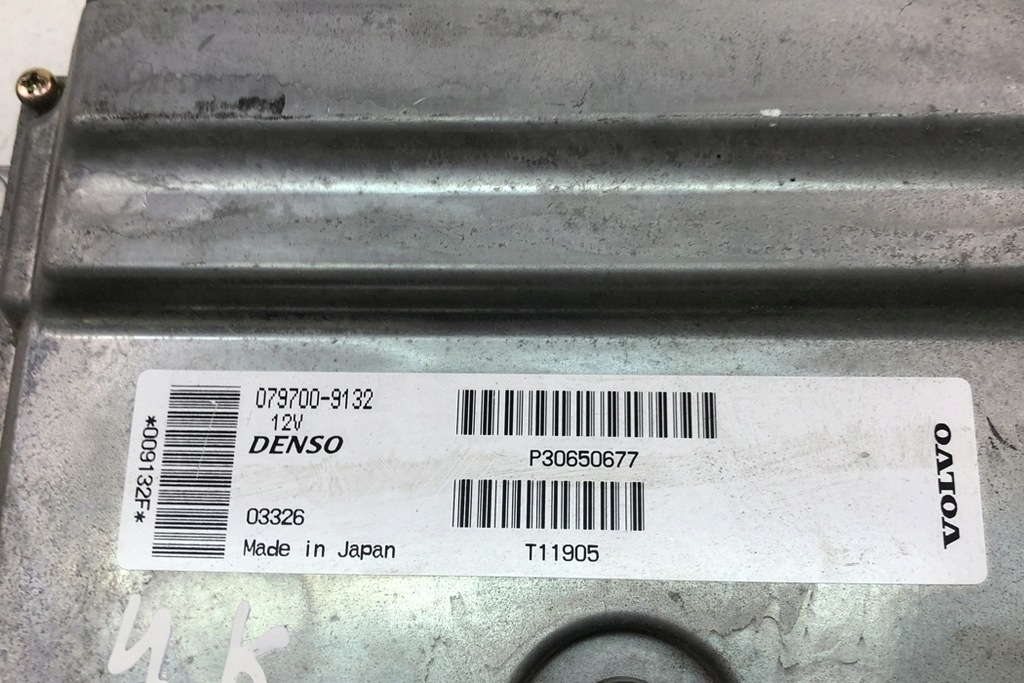 *009132F*
079700-9132
12V
DENSO
03326
Made in Japan
P30650677
T11905
VOLVO